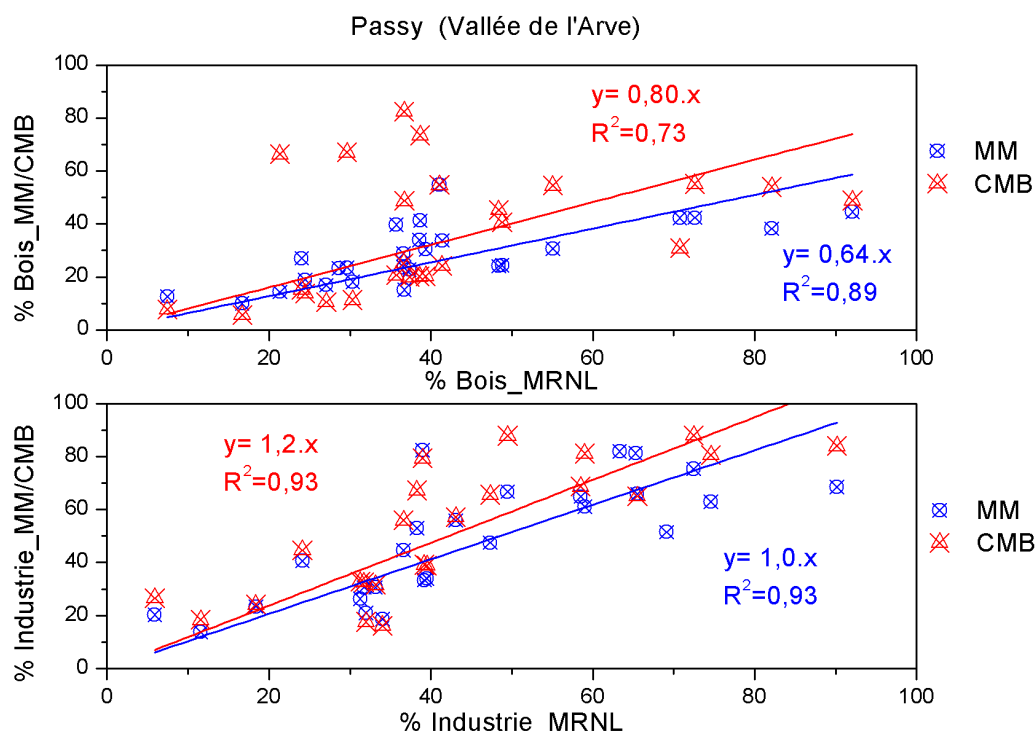 Passy (Vallée de l'Arve)
100
80
60
40
20
0
% Bois_MM/CMB
y= 0,80.x
R²=0,73
y= 0,64.x
R²=0,89
MM
CMB
0 20 40 60 80 100
% Bois_MRNL
100
80
60
40
20
0
% Industrie_MM/CMB
y= 1,2.x
R²=0,93
y= 1,0.x
R²=0,93
MM
CMB
0 20 40 60 80 100
% Industrie MRNL